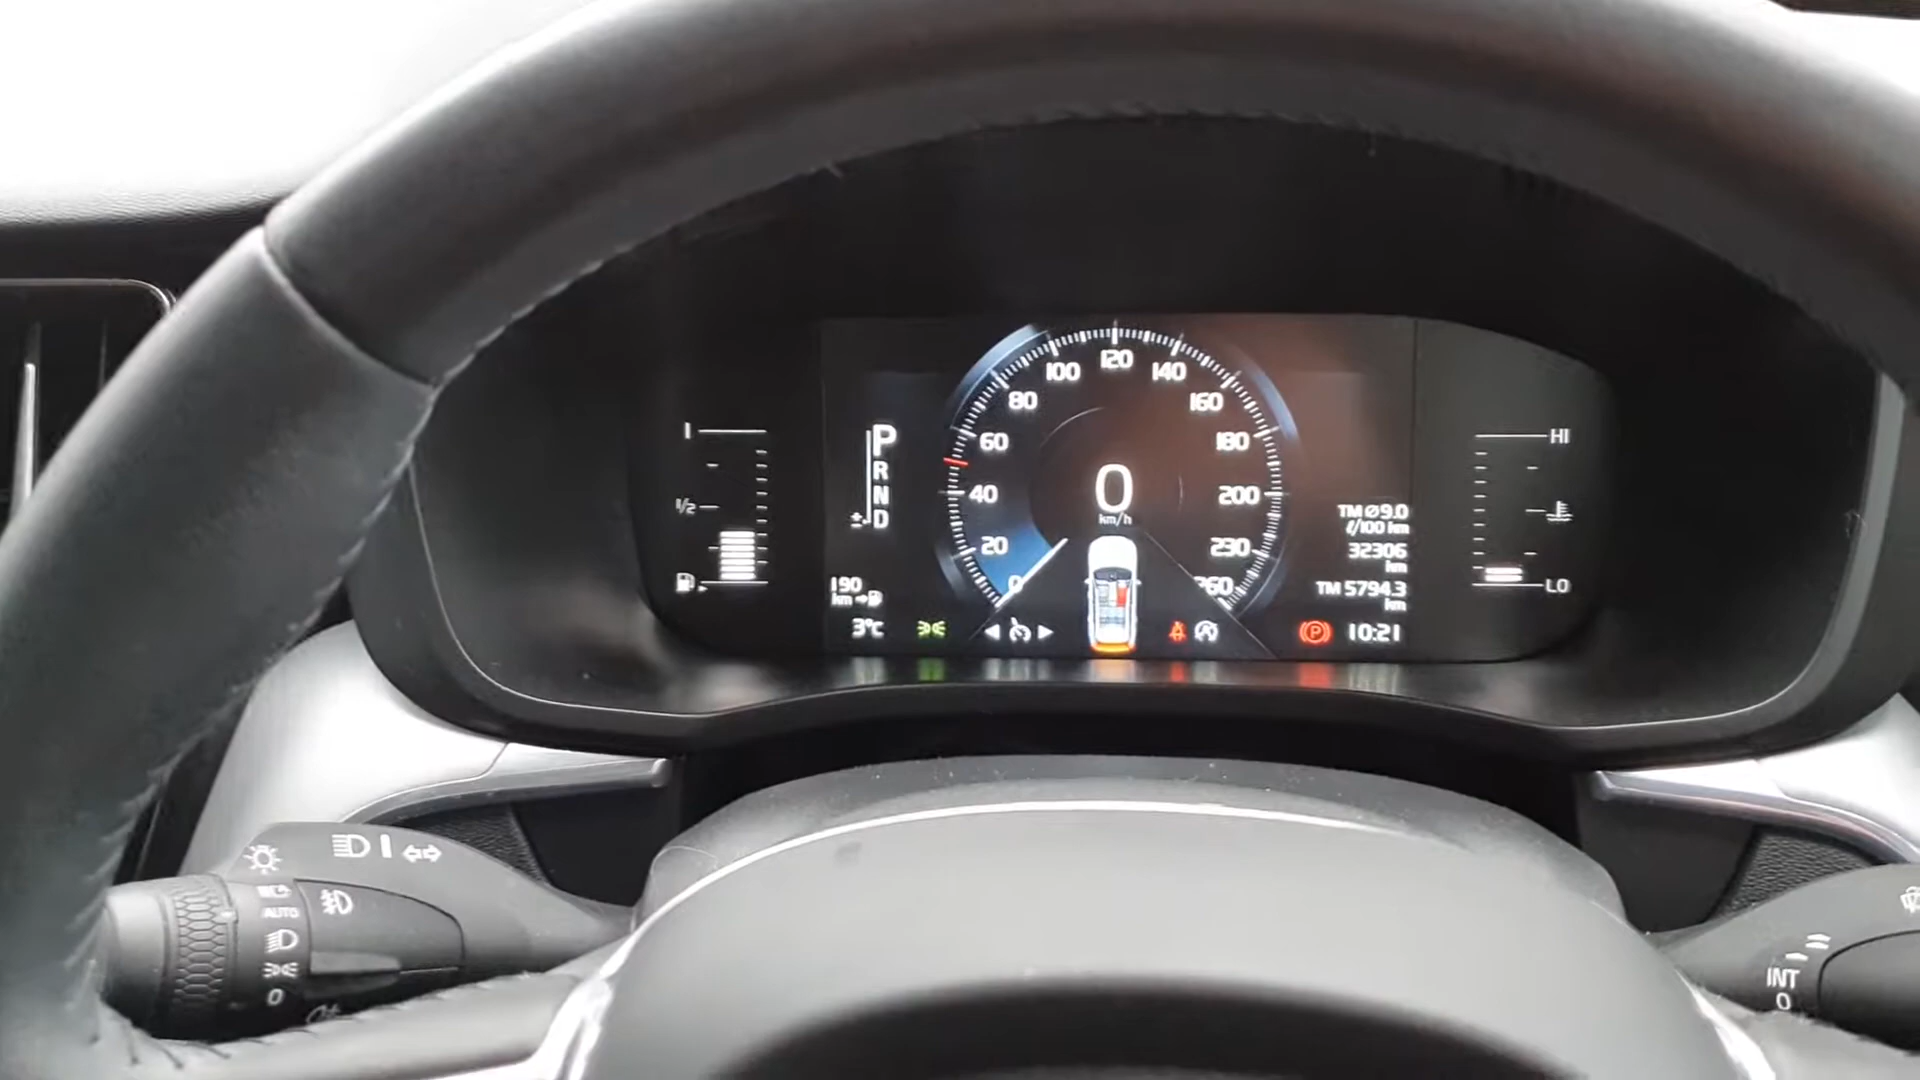 1
1/2
P
R
N
D
±
190
km
3°C
0
20
40
60
80
100
120
140
160
180
200
230
260
0
km/h
TM Ø9.0
ℓ/100 km
32306
km
TM 5794.3
km
P
10:21
HI
LO
AUTO
0
INT
0